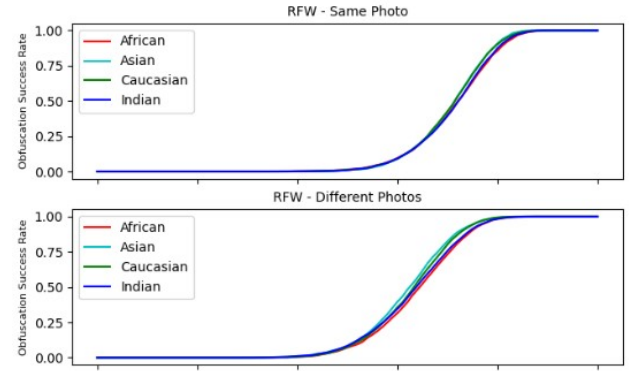 RFW - Same Photo
Obfuscation Success Rate
1.00
0.75
0.50
0.25
0.00
African
Asian
Caucasian
Indian
RFW - Different Photos
Obfuscation Success Rate
1.00
0.75
0.50
0.25
0.00
African
Asian
Caucasian
Indian